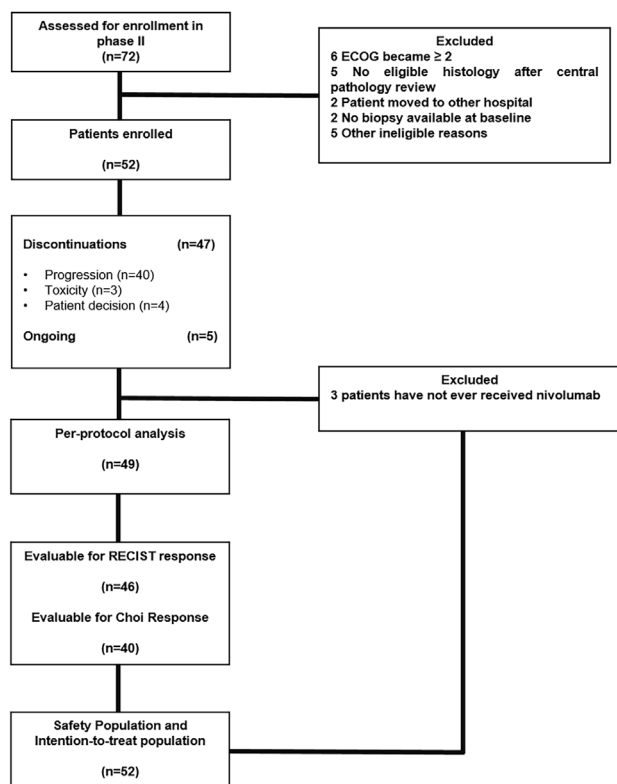 Assessed for enrollment in
phase II
(n=72)
Excluded
6 ECOG became ≥ 2
5 No eligible histology after central
pathology review
2 Patient moved to other hospital
2 No biopsy available at baseline
5 Other ineligible reasons
Patients enrolled
(n=52)
Discontinuations (n=47)
• Progression (n=40)
• Toxicity (n=3)
• Patient decision (n=4)
Ongoing (n=5)
Excluded
3 patients have not ever received nivolumab
Per-protocol analysis
(n=49)
Evaluable for RECIST response
(n=46)
Evaluable for Choi Response
(n=40)
Safety Population and
Intention-to-treat population
(n=52)